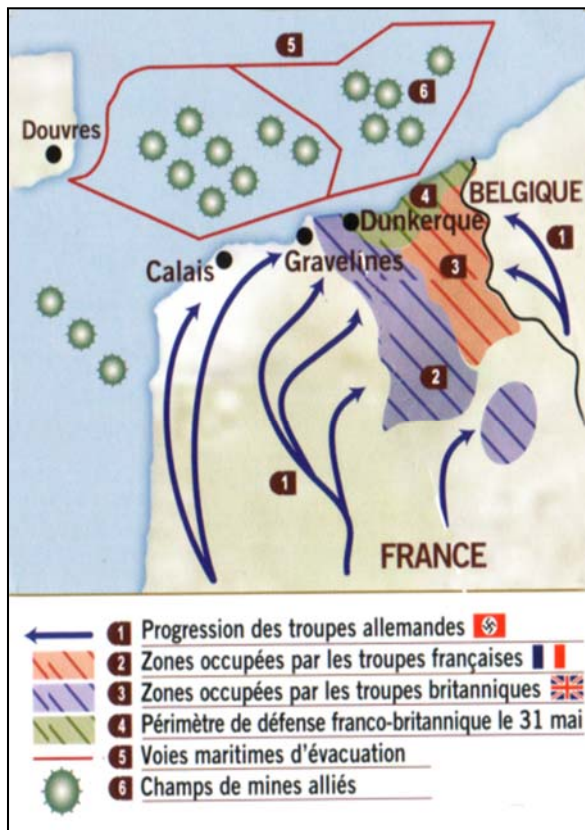 5
6
Douvres
4
BELGIQUE
Dunkerque
1
Gravelines
3
Calais
2
1
FRANCE
1 Progression des troupes allemandes
2 Zones occupées par les troupes françaises
3 Zones occupées par les troupes britanniques
4 Périmètre de défense franco-britannique le 31 mai
5 Voies maritimes d'évacuation
6 Champs de mines alliés